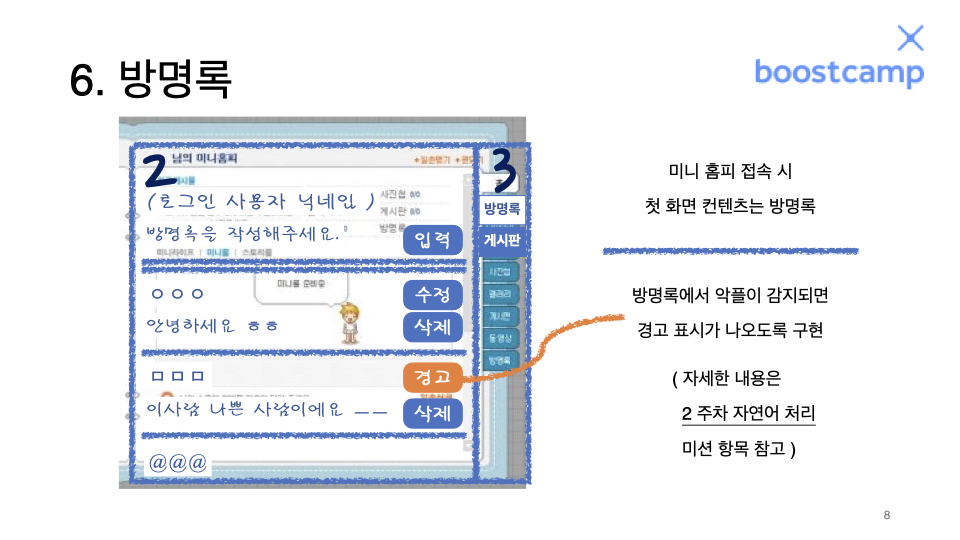 boostcamp
6. 방명록
2
님의 미니홈피
+일촌맺기
3
(로그인 사용자 닉네임)
사진첩 0/0
방명록
게시판 0/0
방명록을 작성해주세요.
입력
게시판
미니라이프 | 미니룸 | 스토리룸
사진첩
미니룸 준비중
ㅇㅇㅇ
수정
갤러리
안녕하세요 ㅎㅎ
삭제
게시판
동영상
방명록
ㅁㅁㅁ
경고
이사람 나쁜 사람이에요 ㅡㅡ
삭제
@@@
미니 홈피 접속 시
첫 화면 컨텐츠는 방명록
방명록에서 악플이 감지되면
경고 표시가 나오도록 구현
( 자세한 내용은
2 주차 자연어 처리
미션 항목 참고 )
8